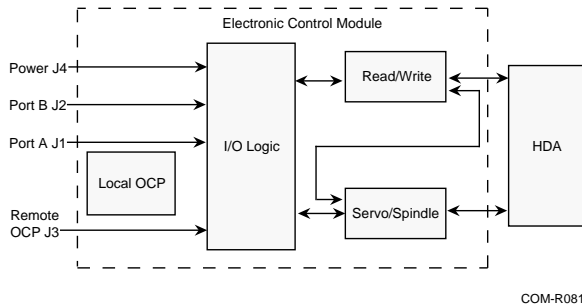 Electronic Control Module
Power J4
Port B J2
Port A J1
Local OCP
Remote
OCP J3
I/O Logic
Read/Write
Servo/Spindle
HDA
COM-R081